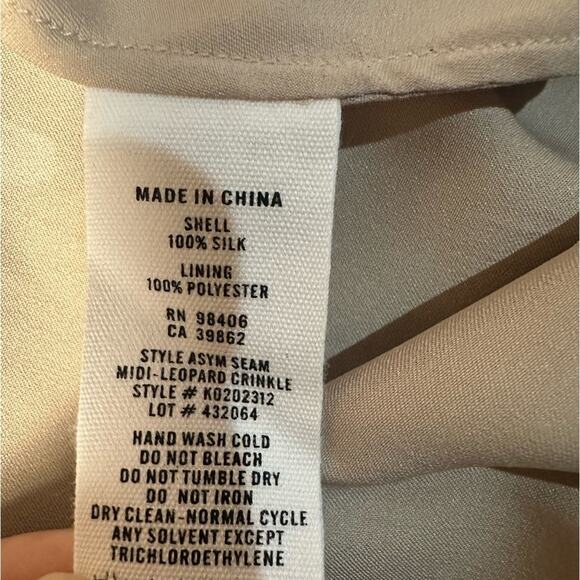 MADE IN CHINA
SHELL
100% SILK
LINING
100% POLYESTER
RN 98406
CA 39862
STYLE ASYM SEAM
MIDI-LEOPARD CRINKLE
STYLE # K0202312
LOT # 432064
HAND WASH COLD
DO NOT BLEACH
DO NOT TUMBLE DRY
DO NOT IRON
DRY CLEAN-NORMAL CYCLE
ANY SOLVENT EXCEPT
TRICHLOROETHYLENE